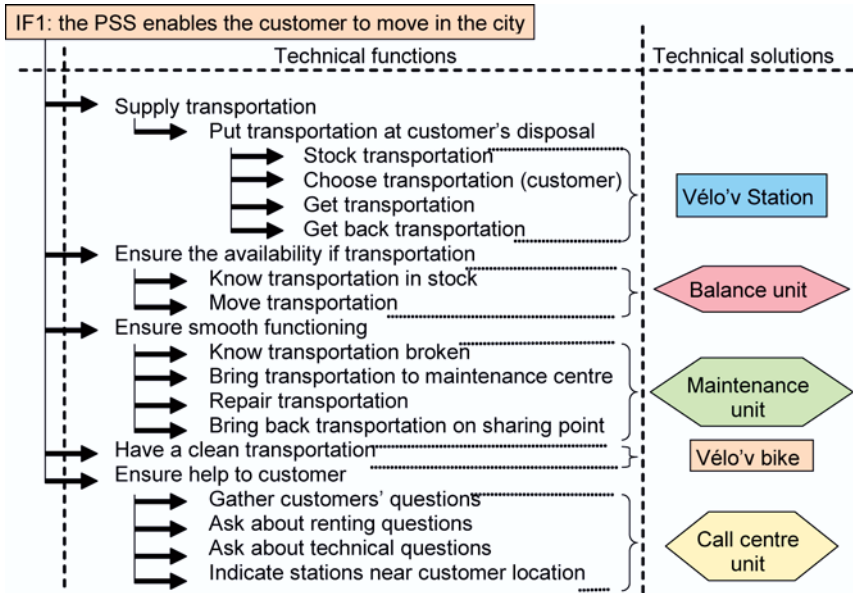 IF1: the PSS enables the customer to move in the city
Technical functions
Technical solutions
Supply transportation
Put transportation at customer's disposal
Stock transportation
Choose transportation (customer)
Get transportation
Get back transportation
Vélo'v Station
Ensure the availability if transportation
Know transportation in stock
Move transportation
Balance unit
Ensure smooth functioning
Know transportation broken
Bring transportation to maintenance centre
Repair transportation
Bring back transportation on sharing point
Maintenance
unit
Have a clean transportation
Vélo'v bike
Ensure help to customer
Gather customers' questions
Ask about renting questions
Ask about technical questions
Indicate stations near customer location
Call centre
unit